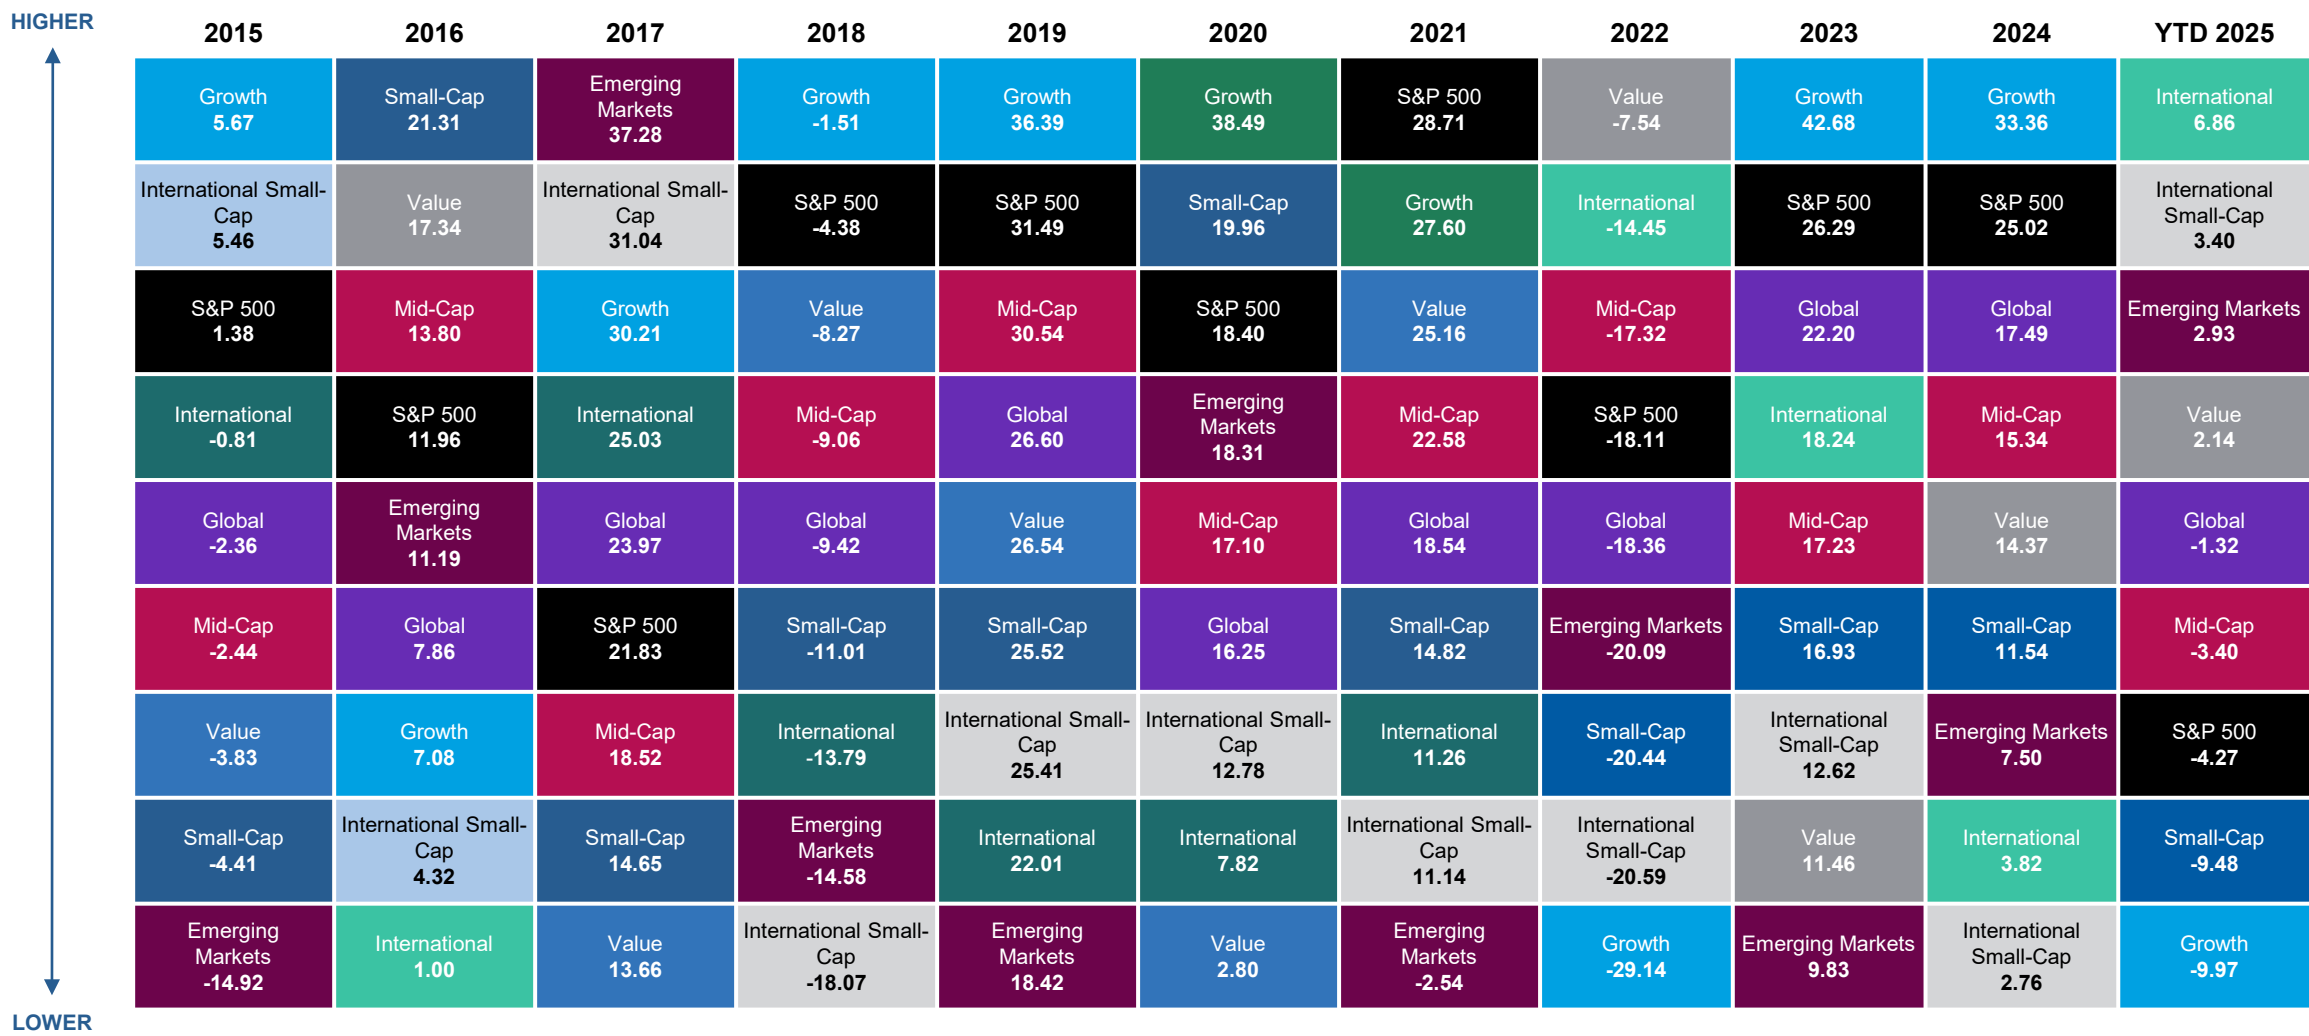 HIGHER
2015 2016 2017 2018 2019 2020 2021 2022 2023 2024 YTD 2025
Growth
5.67
Small-Cap
21.31
Emerging
Markets
37.28
Growth
-1.51
Growth
36.39
Growth
38.49
S&P 500
28.71
Value
-7.54
Growth
42.68
Growth
33.36
International
6.86
International Small-
Cap
5.46
Value
17.34
International Small-
Cap
31.04
S&P 500
-4.38
S&P 500
31.49
Small-Cap
19.96
Growth
27.60
International
-14.45
S&P 500
26.29
S&P 500
25.02
International
Small-Cap
3.40
S&P 500
1.38
Mid-Cap
13.80
Growth
30.21
Value
-8.27
Mid-Cap
30.54
S&P 500
18.40
Value
25.16
Mid-Cap
-17.32
Global
22.20
Global
17.49
Emerging Markets
2.93
International
-0.81
S&P 500
11.96
International
25.03
Mid-Cap
-9.06
Global
26.60
Emerging
Markets
18.31
Mid-Cap
22.58
S&P 500
-18.11
International
18.24
Mid-Cap
15.34
Value
2.14
Global
-2.36
Emerging
Markets
11.19
Global
23.97
Global
-9.42
Value
26.54
Mid-Cap
17.10
Global
18.54
Global
-18.36
Mid-Cap
17.23
Value
14.37
Global
-1.32
Mid-Cap
-2.44
Global
7.86
S&P 500
21.83
Small-Cap
-11.01
Small-Cap
25.52
Global
16.25
Small-Cap
14.82
Emerging Markets
-20.09
Small-Cap
16.93
Small-Cap
11.54
Mid-Cap
-3.40
Value
-3.83
Growth
7.08
Mid-Cap
18.52
International
-13.79
International Small-
Cap
25.41
International Small-
Cap
12.78
International
11.26
Small-Cap
-20.44
International
Small-Cap
12.62
Emerging Markets
7.50
S&P 500
-4.27
Small-Cap
-4.41
International Small-
Cap
4.32
Small-Cap
14.65
Emerging
Markets
-14.58
International
22.01
International
7.82
International Small-
Cap
11.14
International
Small-Cap
-20.59
Value
11.46
International
3.82
Small-Cap
-9.48
Emerging
Markets
-14.92
International
1.00
Value
13.66
International Small-
Cap
-18.07
Emerging
Markets
18.42
Value
2.80
Emerging
Markets
-2.54
Growth
-29.14
Emerging Markets
9.83
International
Small-Cap
2.76
Growth
-9.97
LOWER